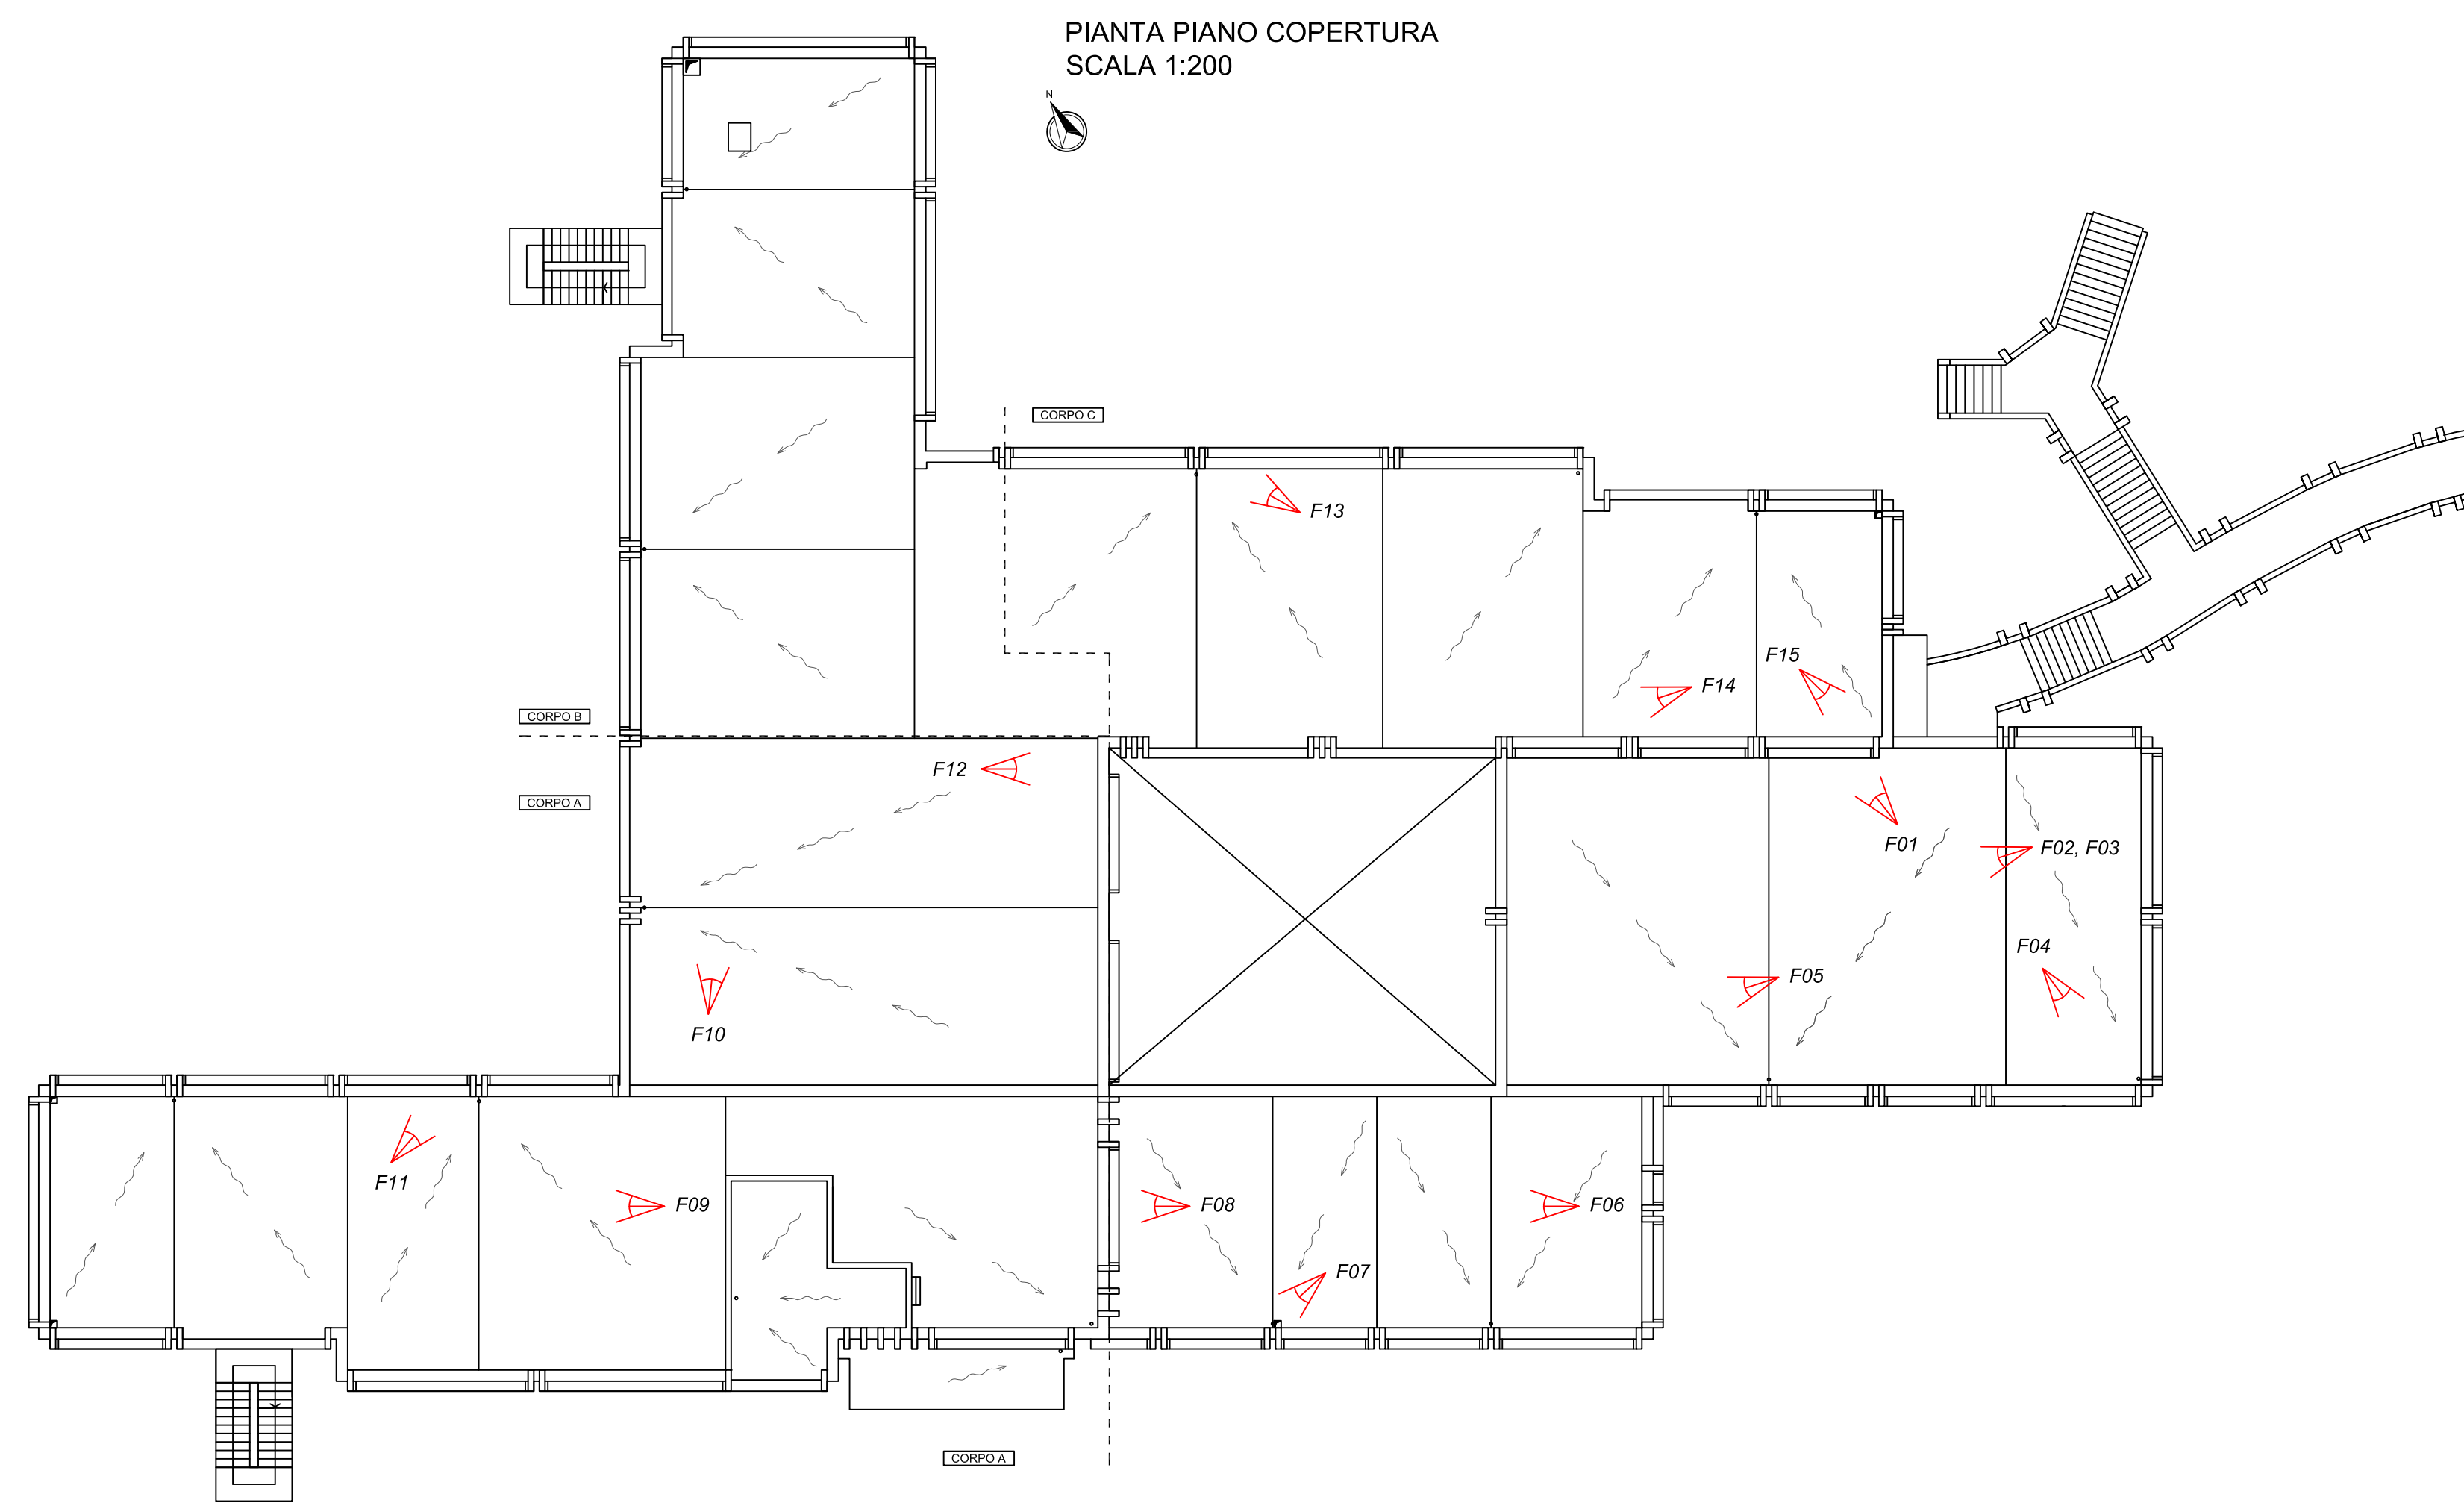 PIANTA PIANO COPERTURA
SCALA 1:200
N
CORPO C
F13
F15
F14
CORPO B
F12
CORPO A
F01
F02, F03
F04
F05
F10
F11
F09
F08
F06
F07
CORPO A